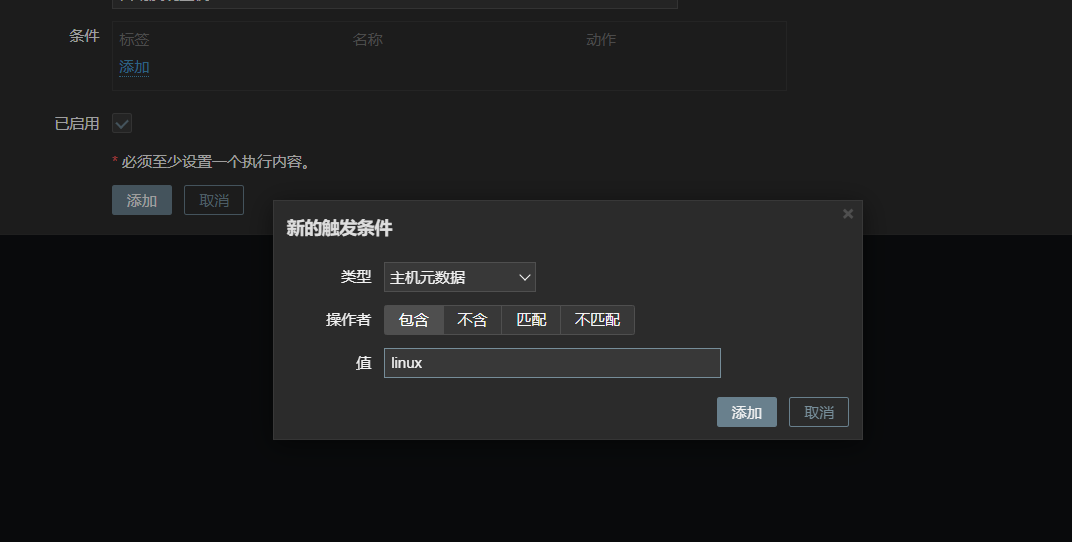 条件 标签 名称 动作
添加
已启用
* 必须至少设置一个执行内容。
添加 取消
新的触发条件
类型 主机元数据
操作者 包含 不含 匹配 不匹配
值 linux
添加 取消